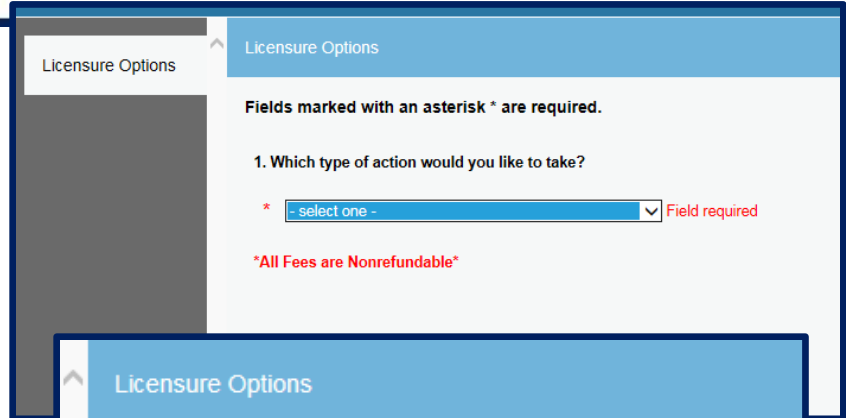 Licensure Options
Licensure Options
Fields marked with an asterisk * are required.
1. Which type of action would you like to take?
* - select one - Field required
*All Fees are Nonrefundable*
Licensure Options